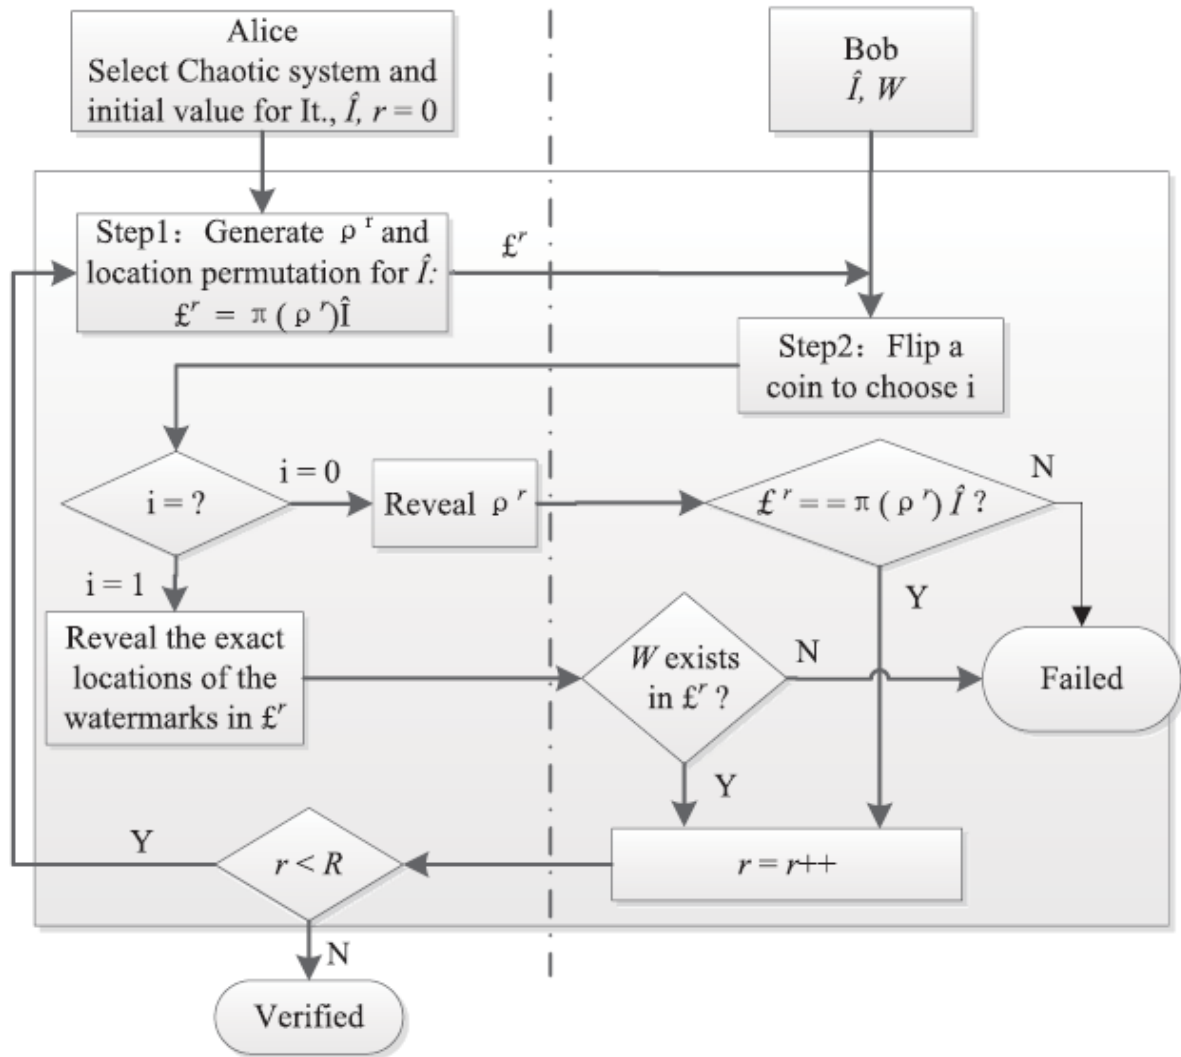 Alice
Select Chaotic system and
initial value for It., Î, r = 0
Bob
Î, W
Step1: Generate ρ r and
location permutation for Î:
£r = π ( ρ r)Î
£r
Step2: Flip a
coin to choose i
i = ?
i = 0
Reveal ρ r
£ r = = π ( ρ r) Î ?
N
Y
i = 1
Reveal the exact
locations of the
watermarks in £r
W exists
in £r ?
N
Failed
Y
r = r++
r < R
Y
N
Verified